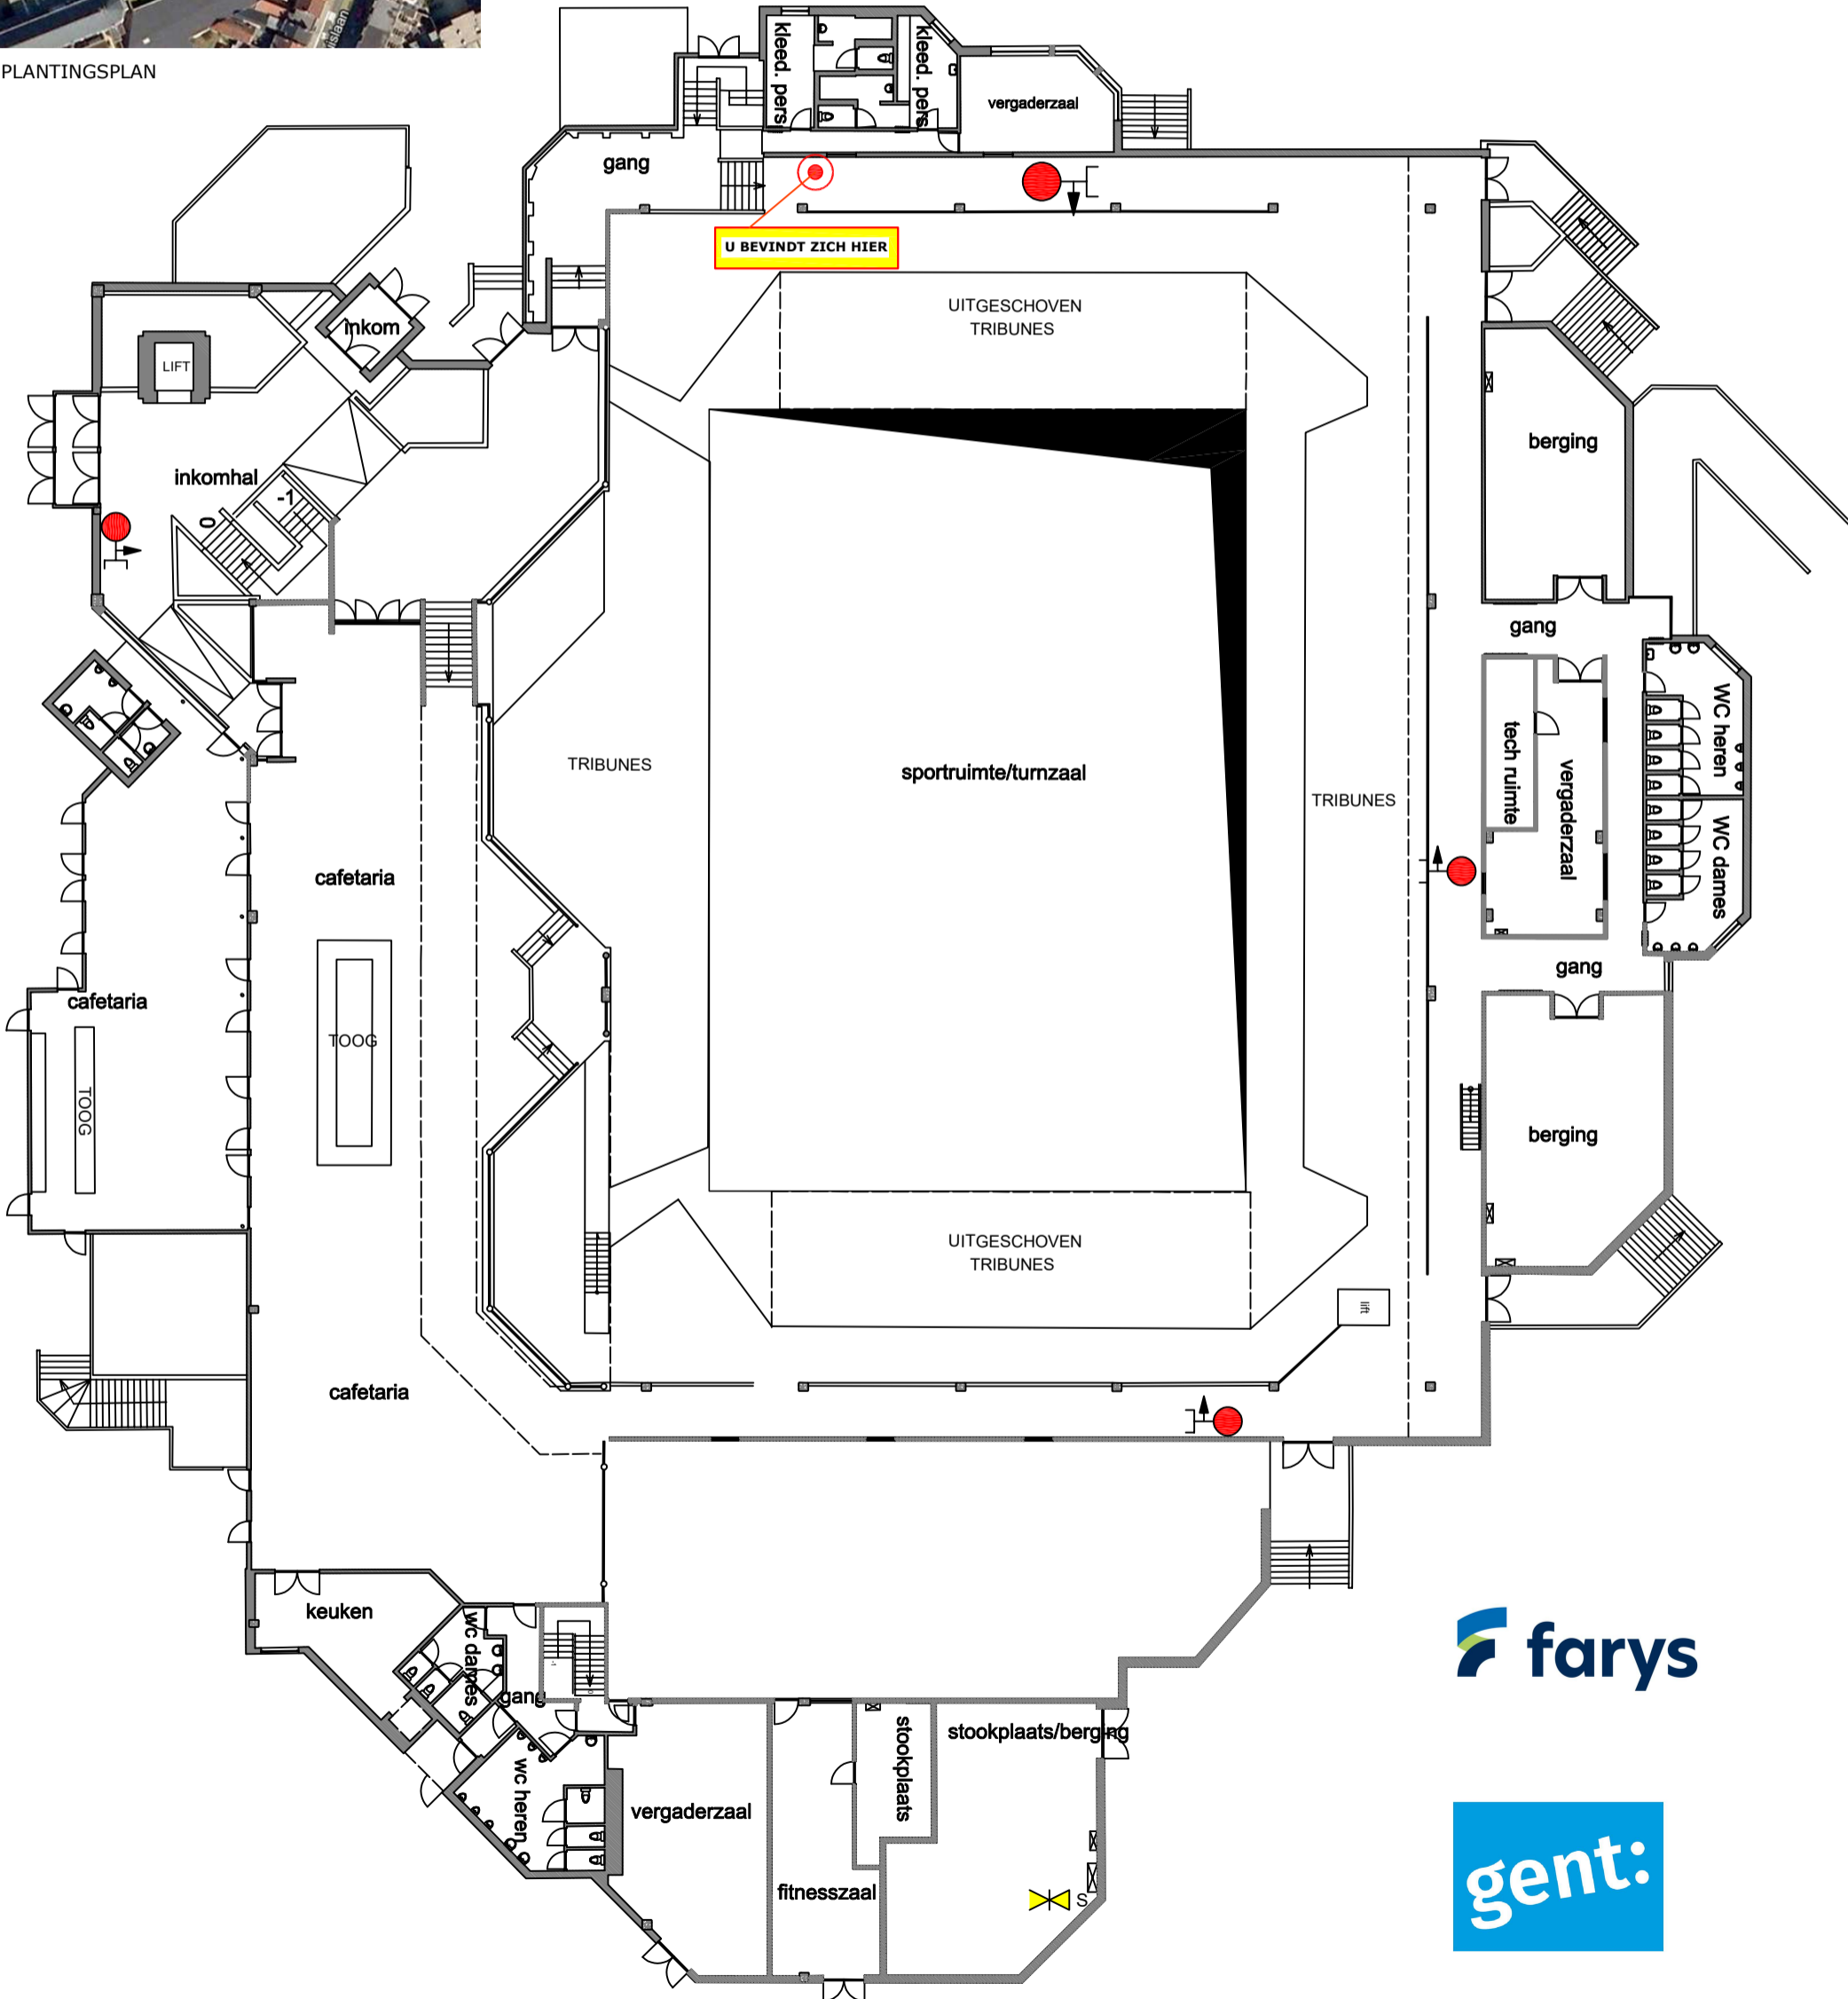 PLANTINGSPLAN
kleed. pers
kleed. pers
vergaderzaal
gang
U BEVINDT ZICH HIER
UITGESCHOVEN
TRIBUNES
inkom
LIFT
berging
inkomhal
-1
0
gang
WC heren
tech ruimte
vergaderzaal
TRIBUNES
sportruimte/turnzaal
TRIBUNES
WC dames
cafetaria
gang
cafetaria
TOOG
TOOG
berging
UITGESCHOVEN
TRIBUNES
lift
cafetaria
keuken
wc dames
gang
-1
0
farys
stookplaats
stookplaats/berging
wc heren
vergaderzaal
fitnesszaal
S
gent: